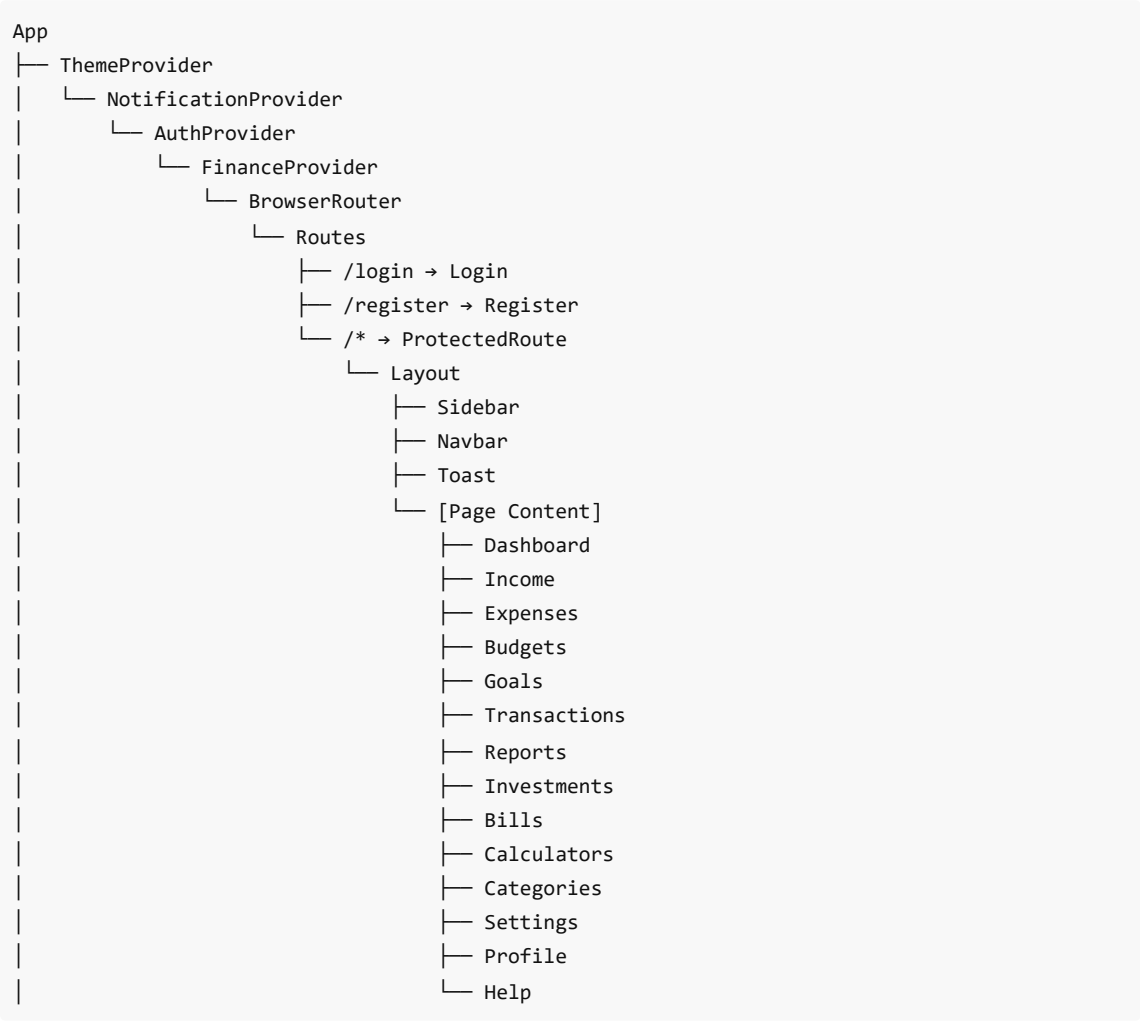 App
├── ThemeProvider
│   └── NotificationProvider
│       └── AuthProvider
│           └── FinanceProvider
│               └── BrowserRouter
│                   └── Routes
│                       ├── /login → Login
│                       ├── /register → Register
│                       └── /* → ProtectedRoute
│                           └── Layout
│                               ├── Sidebar
│                               ├── Navbar
│                               ├── Toast
│                               └── [Page Content]
│                                   ├── Dashboard
│                                   ├── Income
│                                   ├── Expenses
│                                   ├── Budgets
│                                   ├── Goals
│                                   ├── Transactions
│                                   ├── Reports
│                                   ├── Investments
│                                   ├── Bills
│                                   ├── Calculators
│                                   ├── Categories
│                                   ├── Settings
│                                   ├── Profile
│                                   └── Help